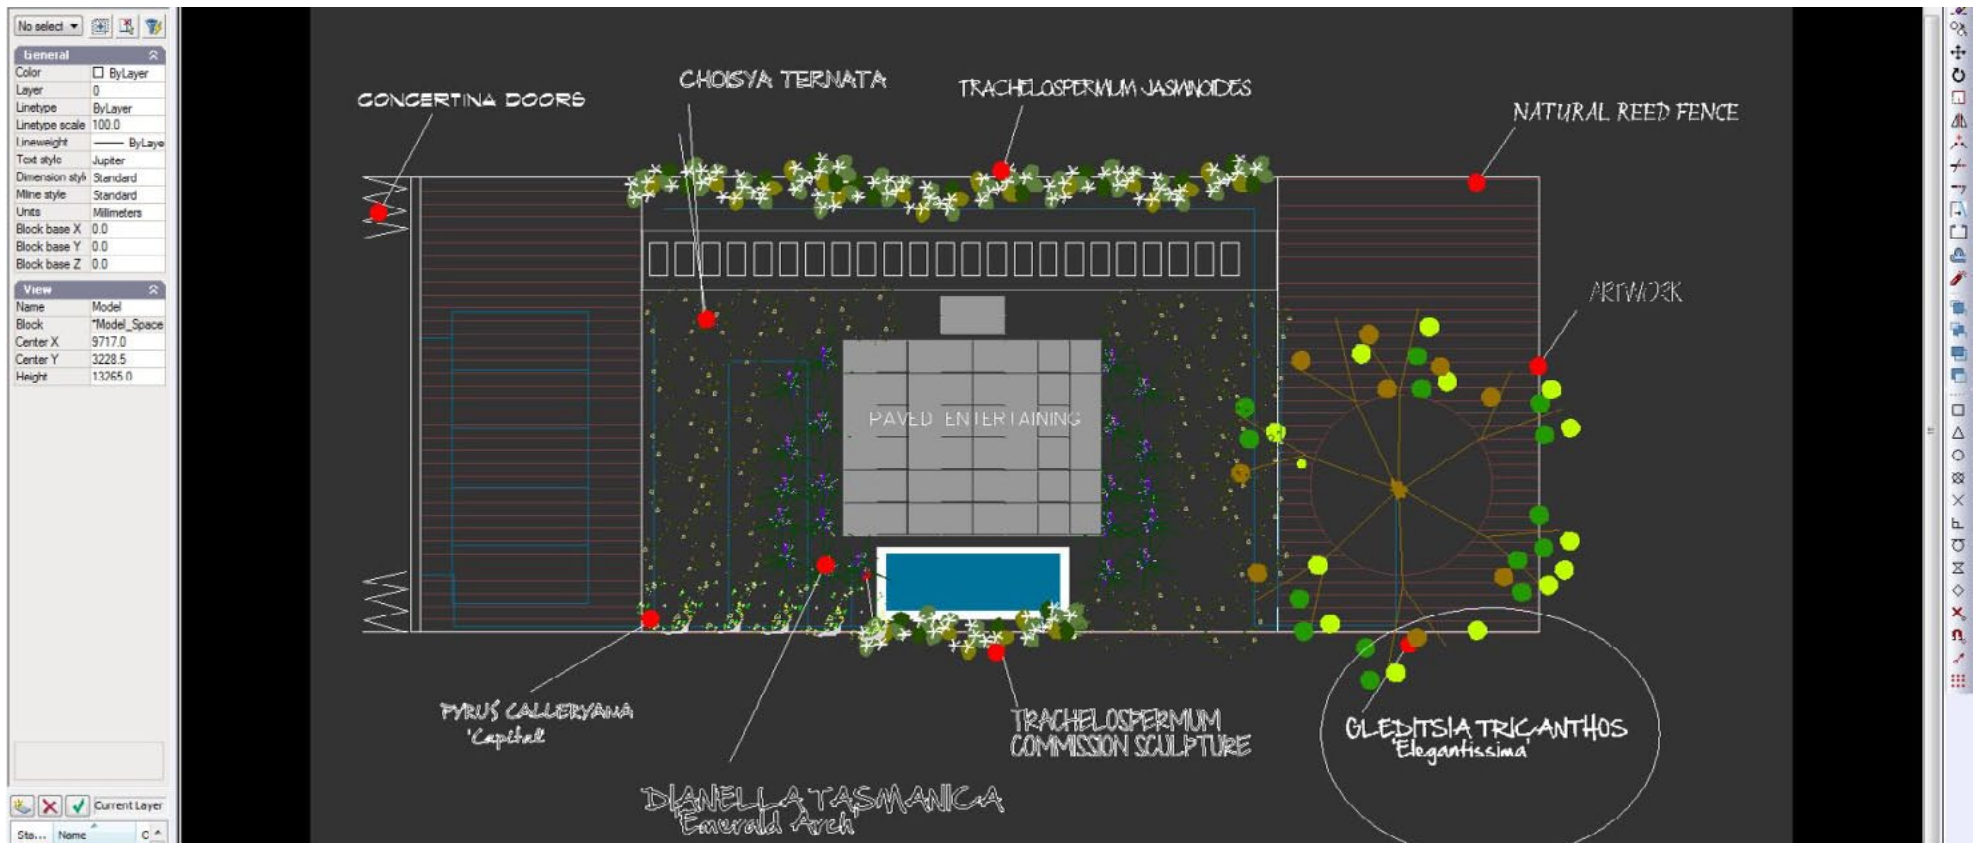 No select
General
Color ByLayer
Layer 0
Linetype ByLayer
Linetype scale 100.0
Lineweight ByLaye
Text style Jupiter
Dimension styl Standard
Mline style Standard
Units Millimeters
Block base X 0.0
Block base Y 0.0
Block base Z 0.0
View
Name Model
Block *Model_Space
Center X 9717.0
Center Y 3228.5
Height 13265.0
Current Layer
Sta... Name C
CONCERTINA DOORS
CHOISYA TERNATA
TRACHELOSPERMUM JASMINOIDES
NATURAL REED FENCE
ARTWORK
PAVED ENTERTAINING
PYRUS CALLERYANA
'Capital'
DIANELLA TASMANICA
'Emerald Arch'
TRACHELOSPERMUM
COMMISSION SCULPTURE
GLEDITSIA TRICANTHOS
'Elegantissima'